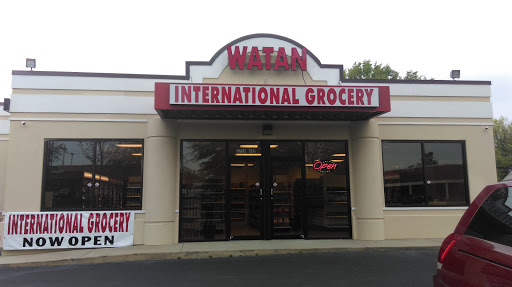 WATAN
INTERNATIONAL GROCERY
Open
INTERNATIONAL GROCERY
NOW OPEN